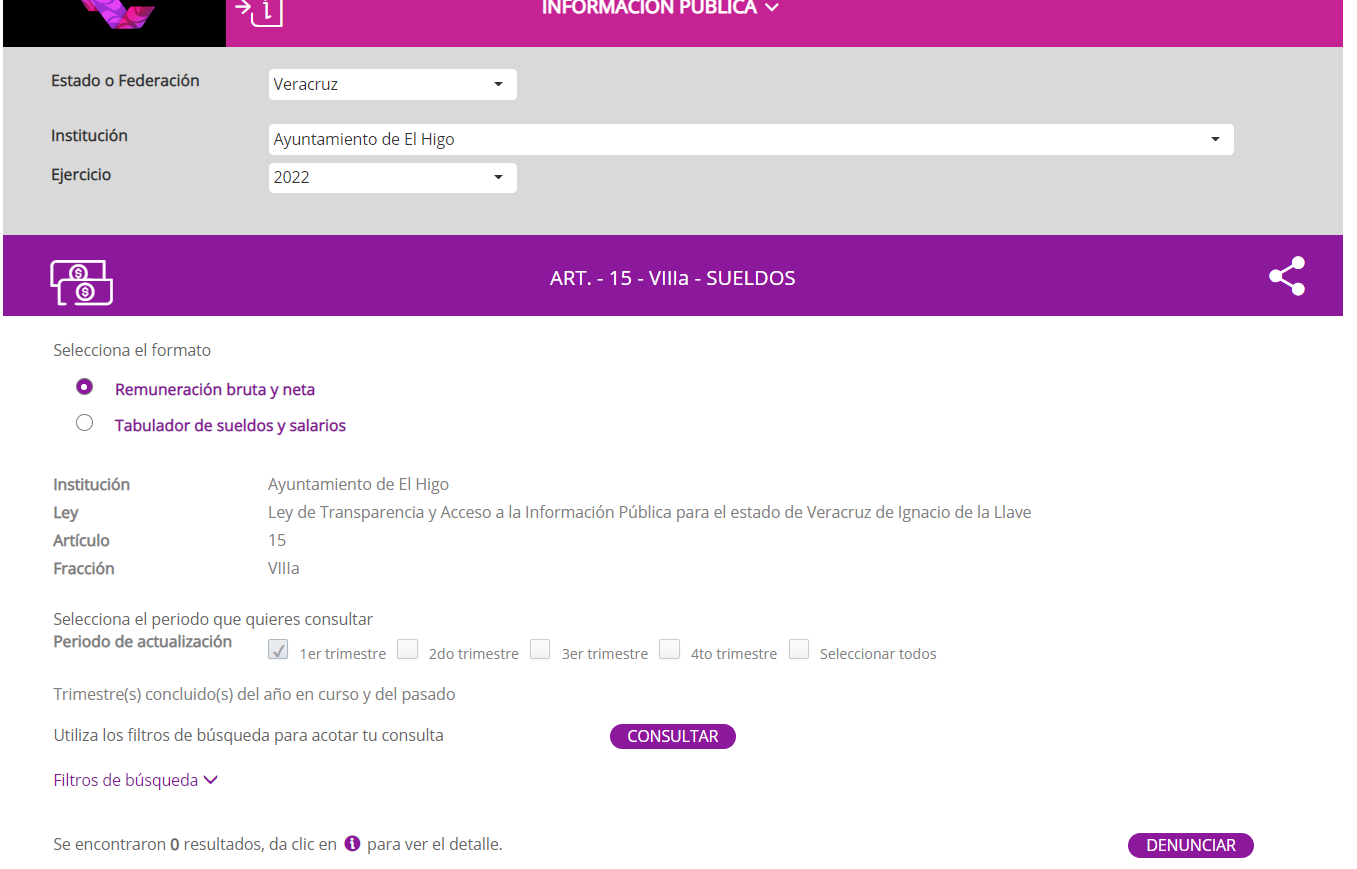 INFORMACIÓN PÚBLICA
Estado o Federación Veracruz
Institución Ayuntamiento de El Higo
Ejercicio 2022
ART. - 15 - VIIIa - SUELDOS
Selecciona el formato
Remuneración bruta y neta
Tabulador de sueldos y salarios
Institución Ayuntamiento de El Higo
Ley Ley de Transparencia y Acceso a la Información Pública para el estado de Veracruz de Ignacio de la Llave
Artículo 15
Fracción VIIIa
Selecciona el periodo que quieres consultar
Periodo de actualización 1er trimestre 2do trimestre 3er trimestre 4to trimestre Seleccionar todos
Trimestre(s) concluido(s) del año en curso y del pasado
Utiliza los filtros de búsqueda para acotar tu consulta CONSULTAR
Filtros de búsqueda
Se encontraron 0 resultados, da clic en i para ver el detalle. DENUNCIAR